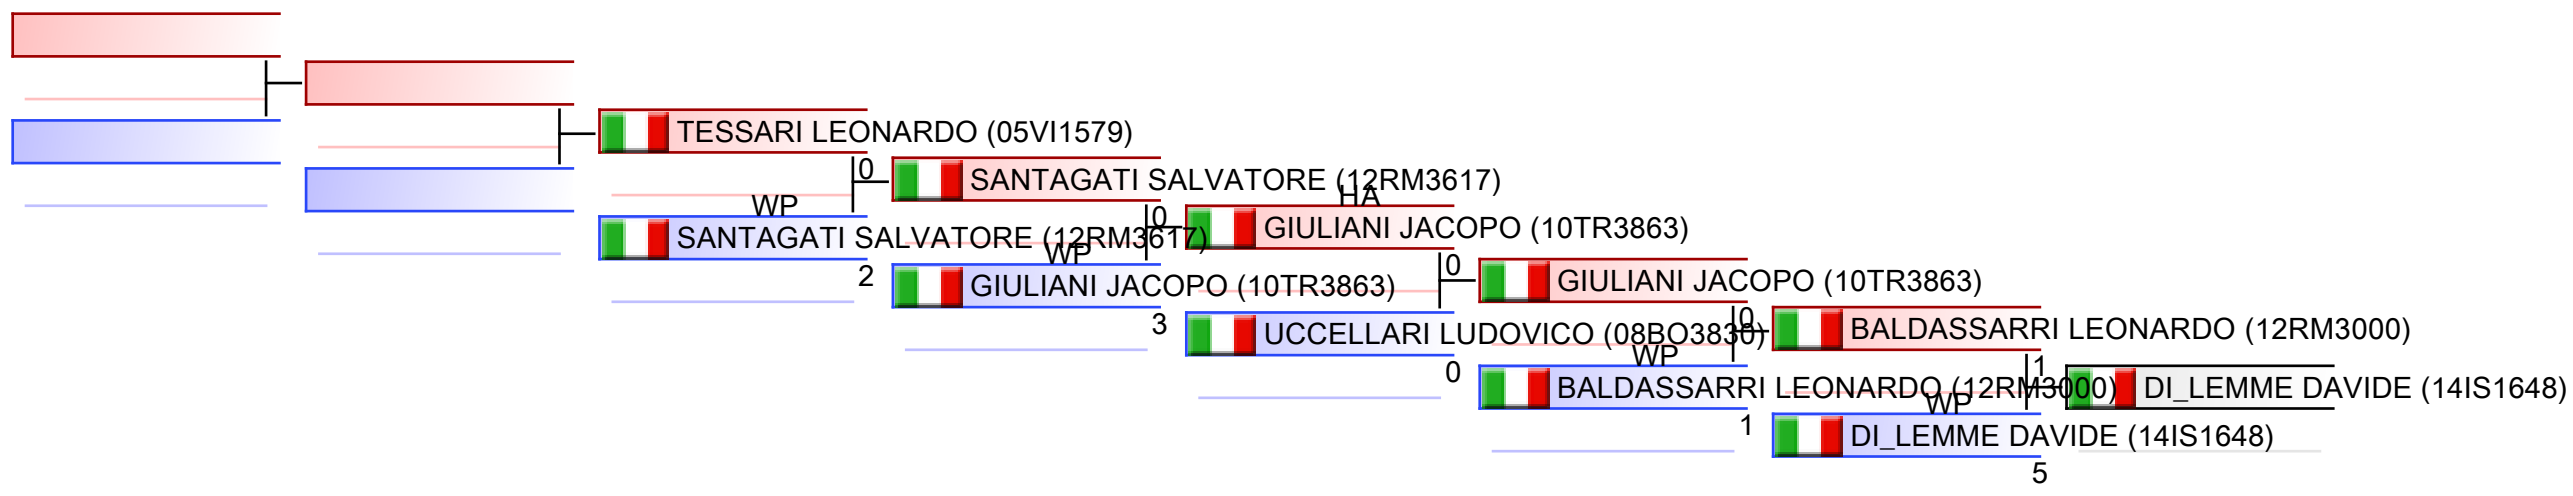 TESSARI LEONARDO (05VI1579)
0
WP
SANTAGATI SALVATORE (12RM3617)
2
SANTAGATI SALVATORE (12RM3617)
0
WP
GIULIANI JACOPO (10TR3863)
3
HA
GIULIANI JACOPO (10TR3863)
0
UCCELLARI LUDOVICO (08BO3830)
0
GIULIANI JACOPO (10TR3863)
0
WP
BALDASSARRI LEONARDO (12RM3000)
1
BALDASSARRI LEONARDO (12RM3000)
1
WP
DI_LEMME DAVIDE (14IS1648)
5
DI_LEMME DAVIDE (14IS1648)